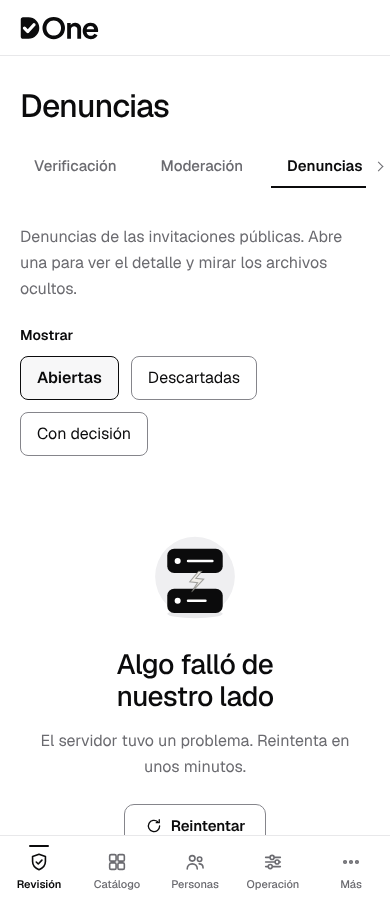 One
Denuncias
Verificación Moderación Denuncias
Denuncias de las invitaciones públicas. Abre
una para ver el detalle y mirar los archivos
ocultos.
Mostrar
Abiertas Descartadas
Con decisión
Algo falló de
nuestro lado
El servidor tuvo un problema. Reintenta en
unos minutos.
Reintentar
Revisión Catálogo Personas Operación Más